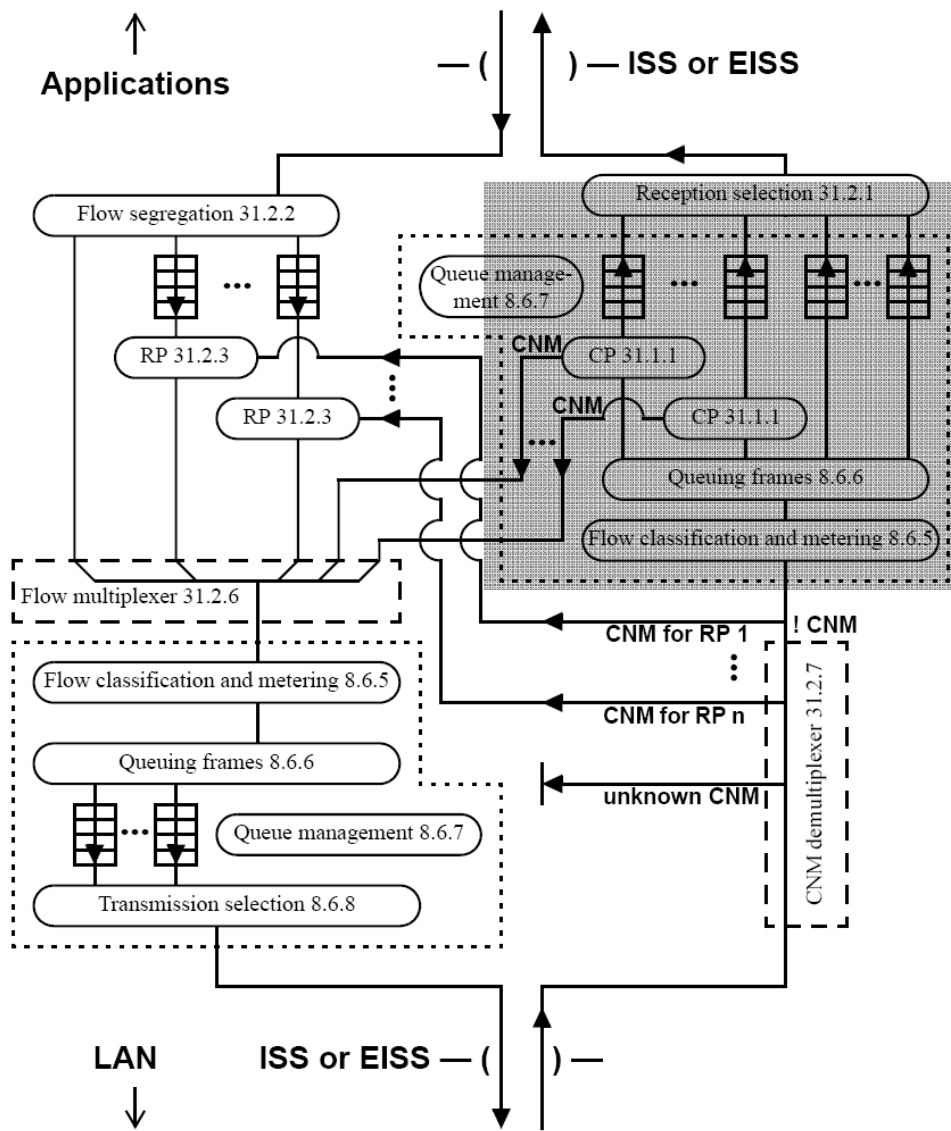 Applications
— ( ) — ISS or EISS
Flow segregation 31.2.2
Reception selection 31.2.1
Queue manage-
ment 8.6.7
RP 31.2.3
CNM
CP 31.1.1
RP 31.2.3
CNM
CP 31.1.1
Queuing frames 8.6.6
Flow classification and metering 8.6.5
Flow multiplexer 31.2.6
CNM for RP 1
! CNM
Flow classification and metering 8.6.5
CNM for RP n
CNM demultiplexer 31.2.7
Queuing frames 8.6.6
unknown CNM
Queue management 8.6.7
Transmission selection 8.6.8
LAN
ISS or EISS — ( ) —